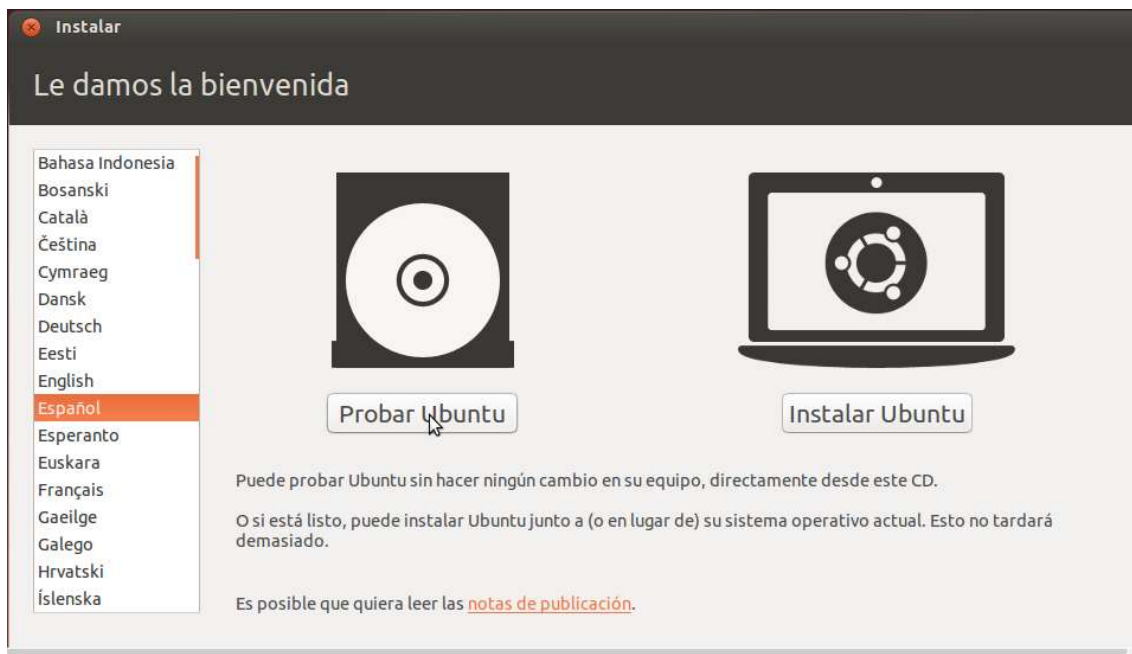 Instalar
Le damos la bienvenida
Bahasa Indonesia
Bosanski
Català
Čeština
Cymraeg
Dansk
Deutsch
Eesti
English
Español
Esperanto
Euskara
Français
Gaeilge
Galego
Hrvatski
Íslenska
Probar Ubuntu
Instalar Ubuntu
Puede probar Ubuntu sin hacer ningún cambio en su equipo, directamente desde este CD.
O si está listo, puede instalar Ubuntu junto a (o en lugar de) su sistema operativo actual. Esto no tardará
demasiado.
Es posible que quiera leer las notas de publicación.